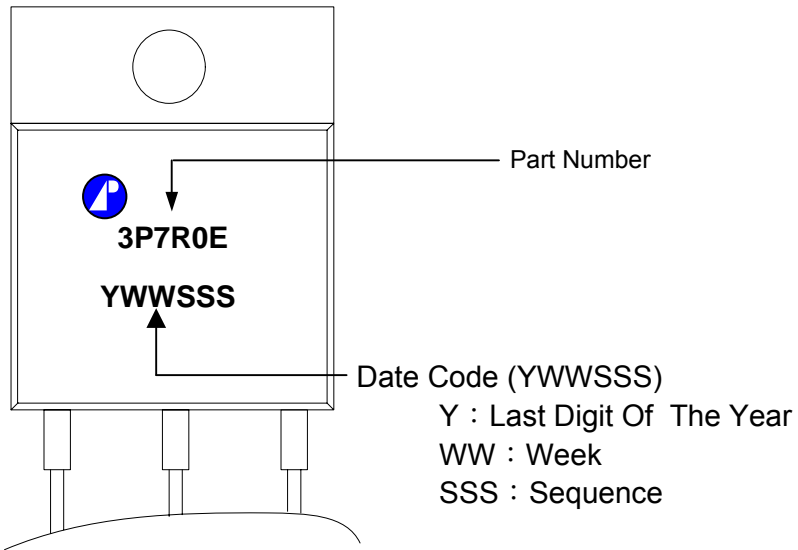 Part Number
3P7R0E
YWWSSS
Date Code (YWWSSS)
Y：Last Digit Of The Year
WW：Week
SSS：Sequence